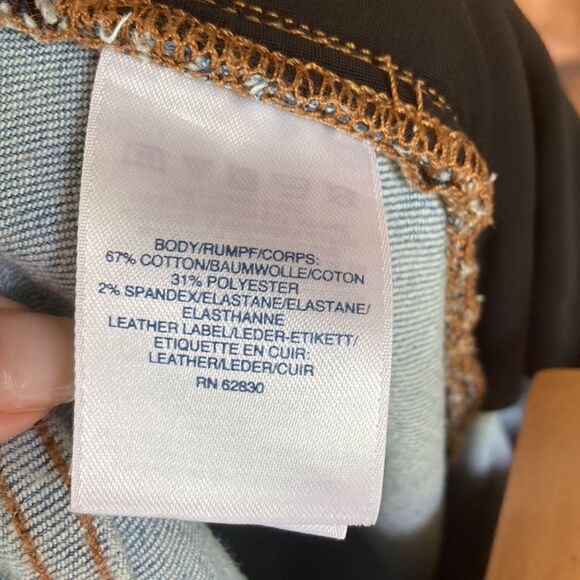 BODY/RUMPF/CORPS:
67% COTTON/BAUMWOLLE/COTON
31% POLYESTER
2% SPANDEX/ELASTANE/ELASTANE/
ELASTHANNE
LEATHER LABEL/LEDER-ETIKETT/
ETIQUETTE EN CUIR:
LEATHER/LEDER/CUIR
RN 62830